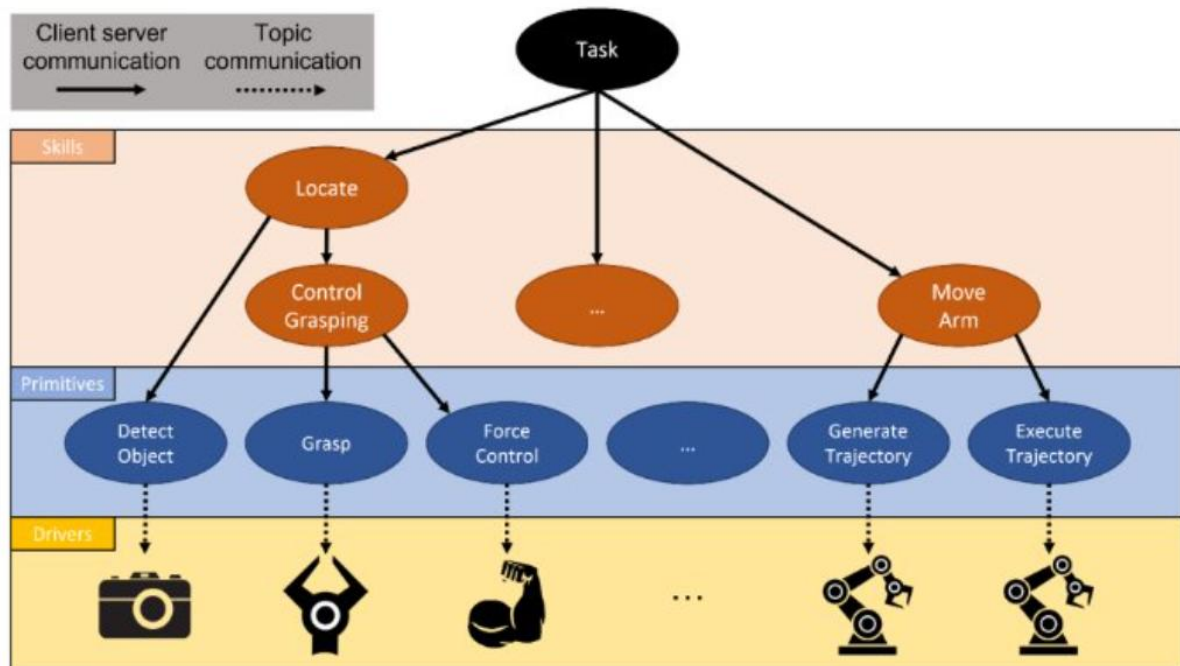 Client server
communication
Topic
communication
Task
Skills
Locate
Control
Grasping
...
Move
Arm
Primitives
Detect
Object
Grasp
Force
Control
...
Generate
Trajectory
Execute
Trajectory
Drivers
...